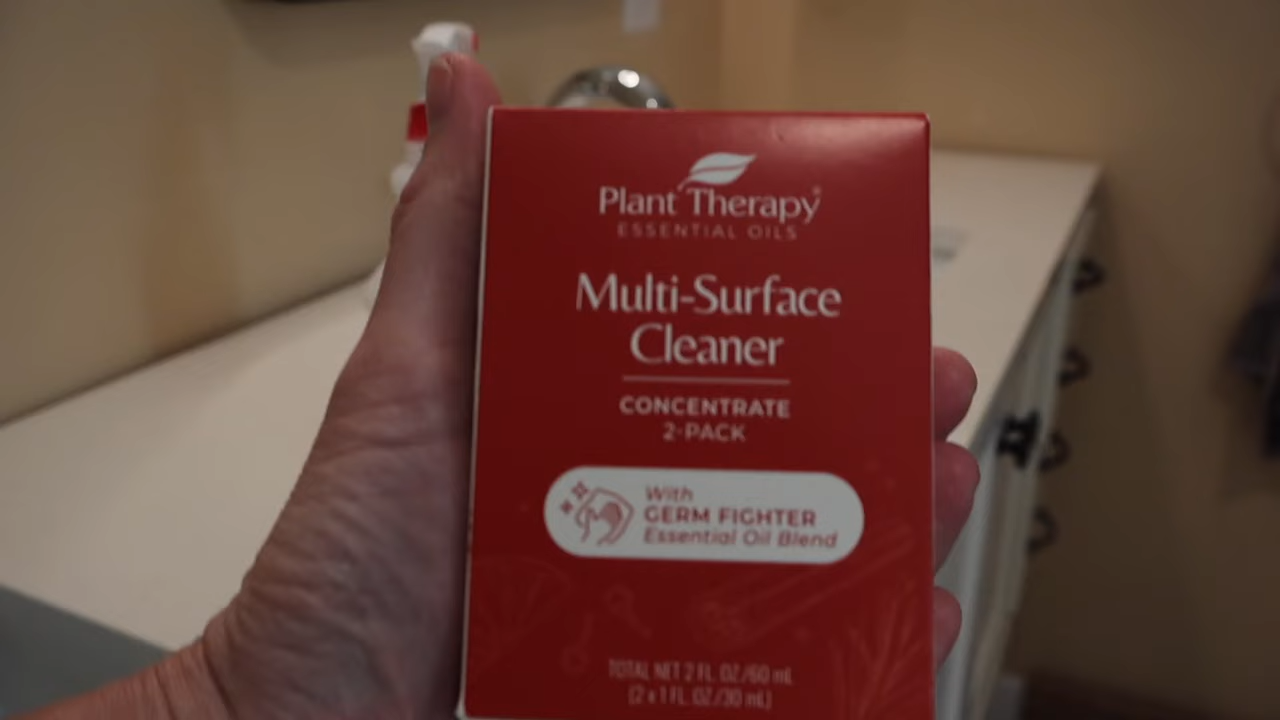 Plant Therapy®
ESSENTIAL OILS
Multi-Surface
Cleaner
CONCENTRATE
2-PACK
With
GERM FIGHTER
Essential Oil Blend
TOTAL NET 2 FL. OZ/60 mL
(2 x 1 FL. OZ/30 mL)